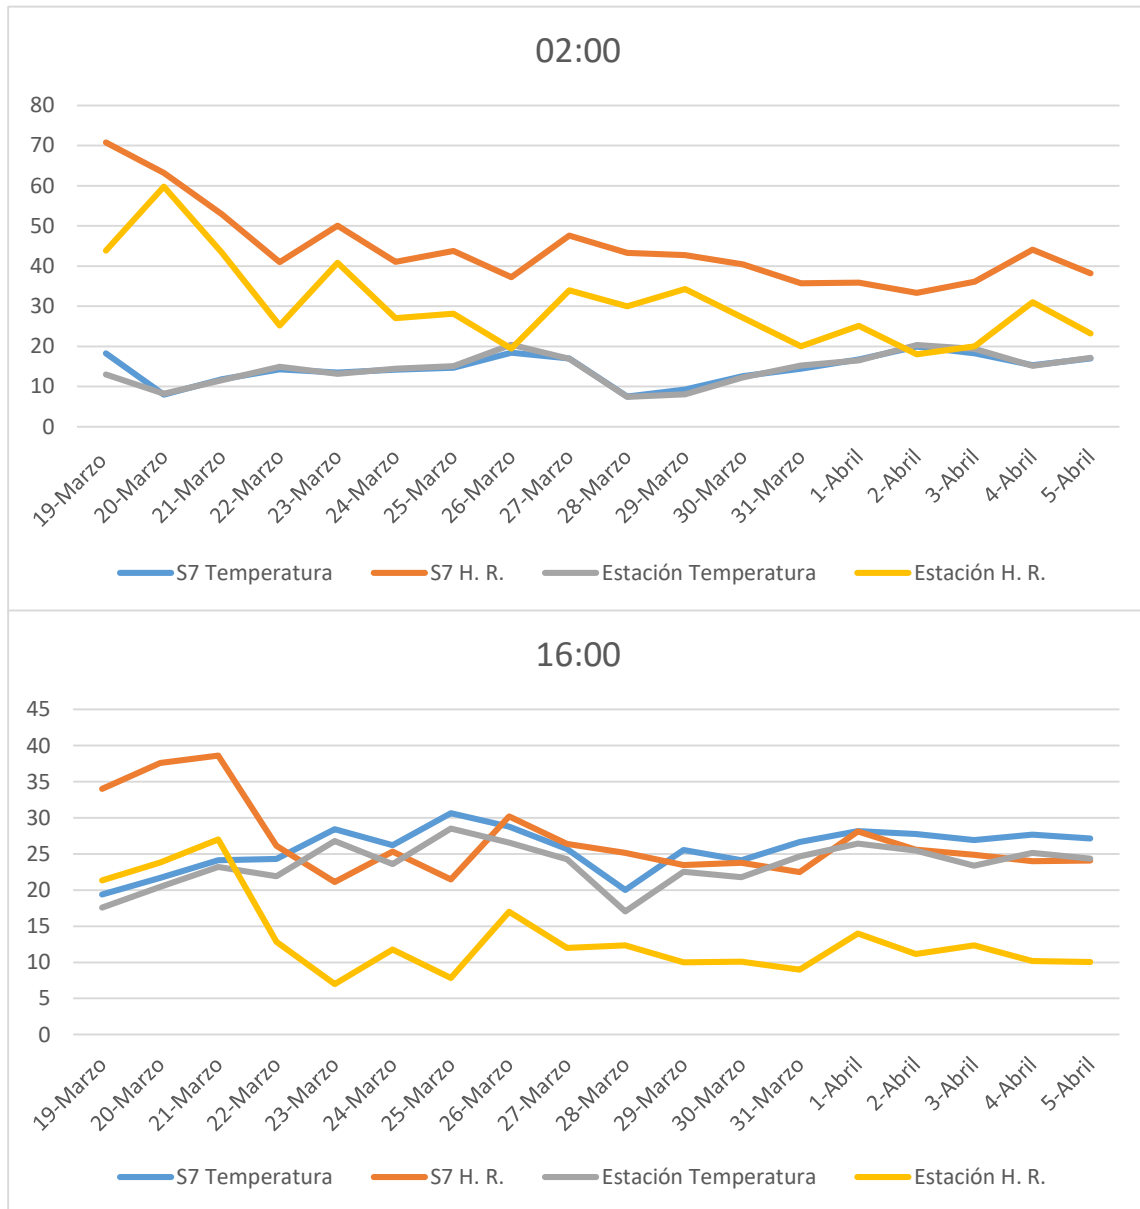 02:00
80
70
60
50
40
30
20
10
0
19-Marzo
20-Marzo
21-Marzo
22-Marzo
23-Marzo
24-Marzo
25-Marzo
26-Marzo
27-Marzo
28-Marzo
29-Marzo
30-Marzo
31-Marzo
1-Abril
2-Abril
3-Abril
4-Abril
5-Abril
S7 Temperatura S7 H. R. Estación Temperatura Estación H. R.
16:00
45
40
35
30
25
20
15
10
5
0
19-Marzo
20-Marzo
21-Marzo
22-Marzo
23-Marzo
24-Marzo
25-Marzo
26-Marzo
27-Marzo
28-Marzo
29-Marzo
30-Marzo
31-Marzo
1-Abril
2-Abril
3-Abril
4-Abril
5-Abril
S7 Temperatura S7 H. R. Estación Temperatura Estación H. R.